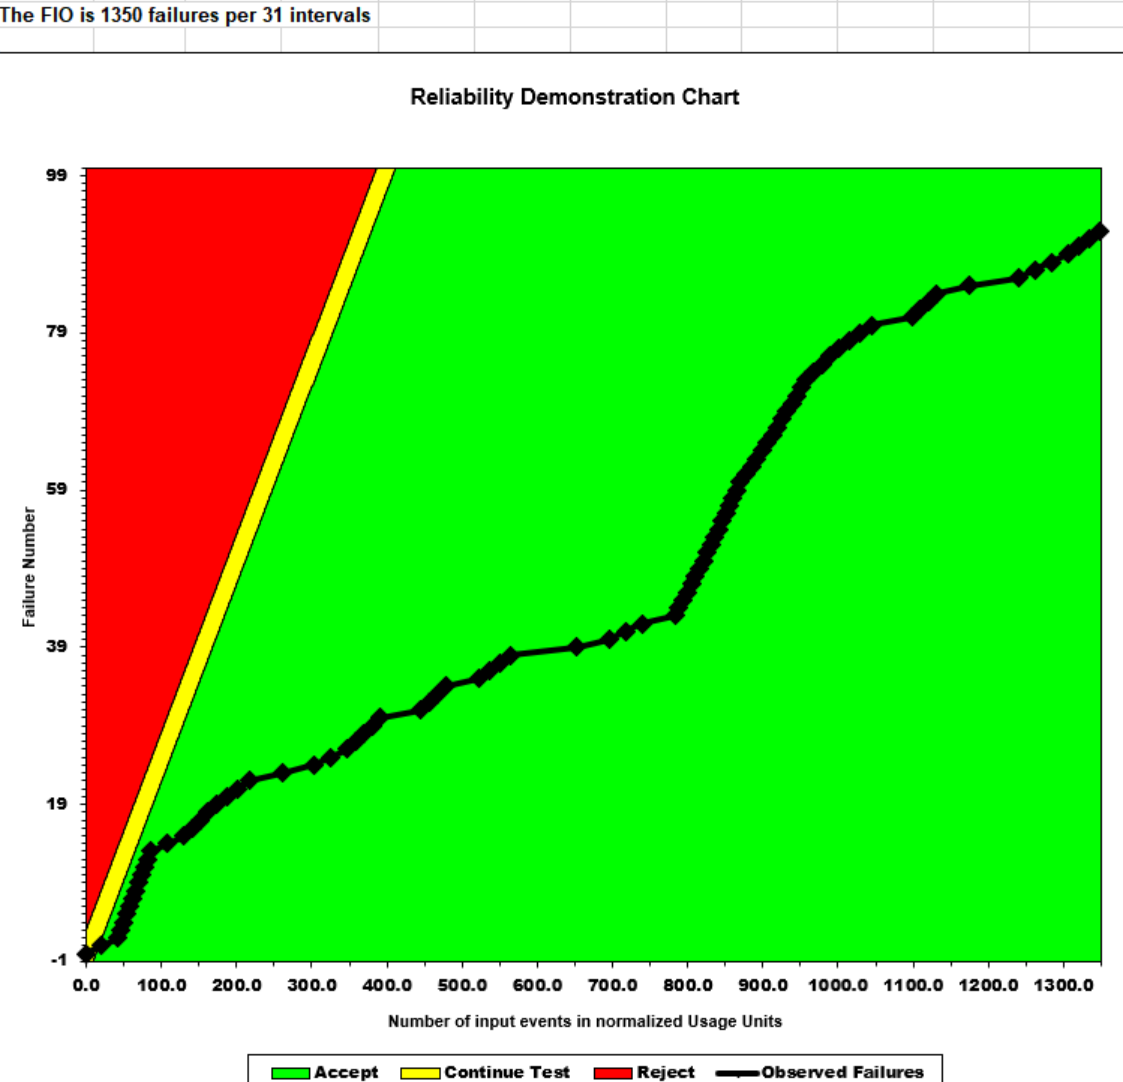 The FIO is 1350 failures per 31 intervals
Reliability Demonstration Chart
99
79
59
39
19
-1
Failure Number
0.0 100.0 200.0 300.0 400.0 500.0 600.0 700.0 800.0 900.0 1000.0 1100.0 1200.0 1300.0
Number of input events in normalized Usage Units
Accept Continue Test Reject Observed Failures